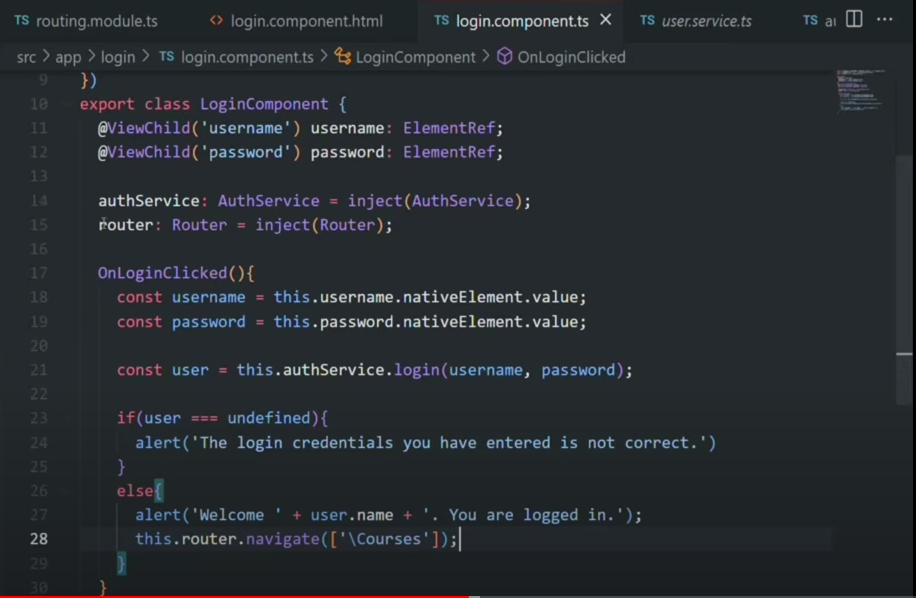 TS routing.module.ts <> login.component.html TS login.component.ts × TS user.service.ts TS au ...
src > app > login > TS login.component.ts > LoginComponent > OnLoginClicked
9 })
10 export class LoginComponent {
11 @ViewChild('username') username: ElementRef;
12 @ViewChild('password') password: ElementRef;
13
14 authService: AuthService = inject(AuthService);
15 router: Router = inject(Router);
16
17 OnLoginClicked(){
18 const username = this.username.nativeElement.value;
19 const password = this.password.nativeElement.value;
20
21 const user = this.authService.login(username, password);
22
23 if(user === undefined){
24 alert('The login credentials you have entered is not correct.')
25 }
26 else{
27 alert('Welcome ' + user.name + '. You are logged in.');
28 this.router.navigate(['\Courses']);
29 }
30 }